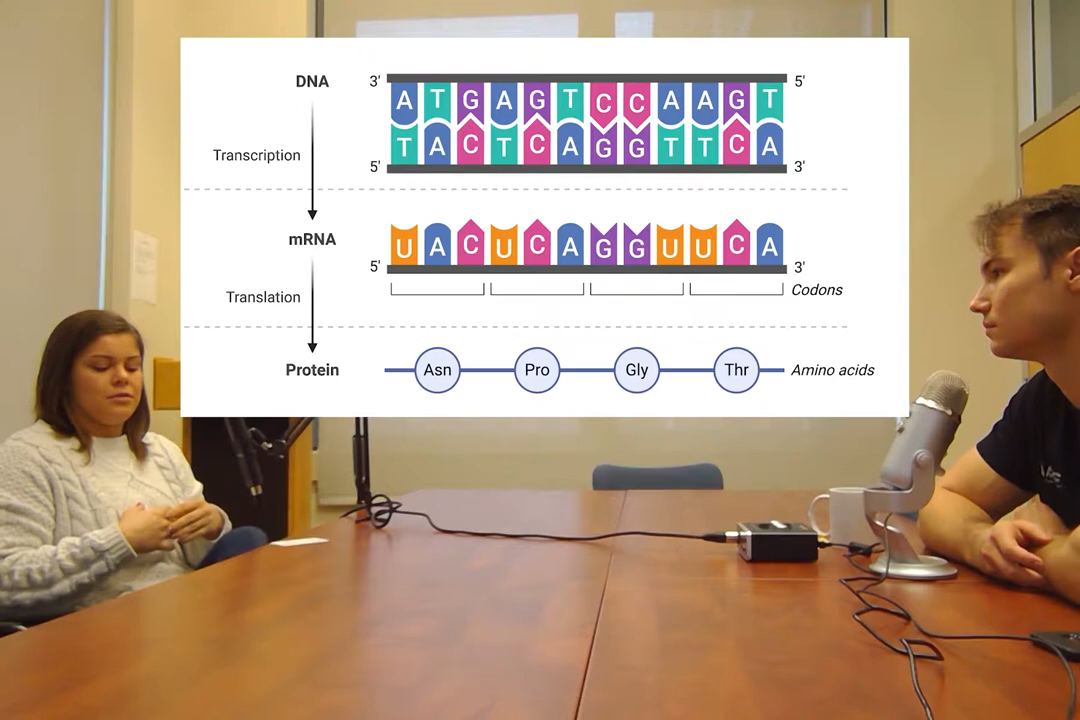 DNA
3' A T G A G T C C A A G T 5'
Transcription
5' T A C T C A G G T T C A 3'
mRNA
U A C U C A G G U U C A
5' 3'
Translation
Codons
Protein
Asn Pro Gly Thr
Amino acids